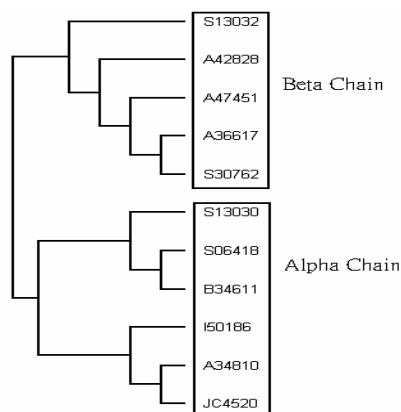 S13032
A42828
A47451
A36617
S30762
Beta Chain
S13030
S06418
B34611
I50186
A34810
JC4520
Alpha Chain